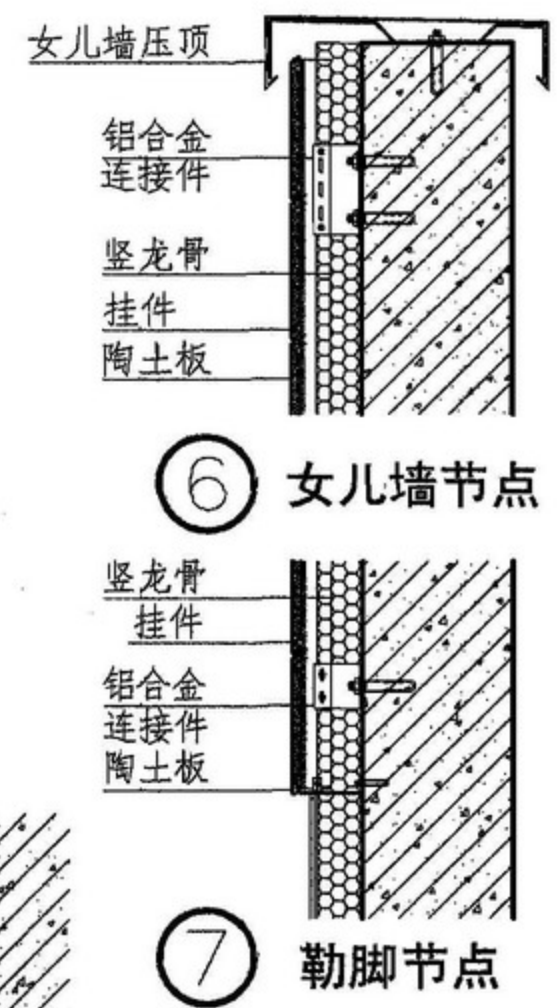 女儿墙压顶
铝合金
连接件
竖龙骨
挂件
陶土板
6 女儿墙节点
竖龙骨
挂件
铝合金
连接件
陶土板
7 勒脚节点